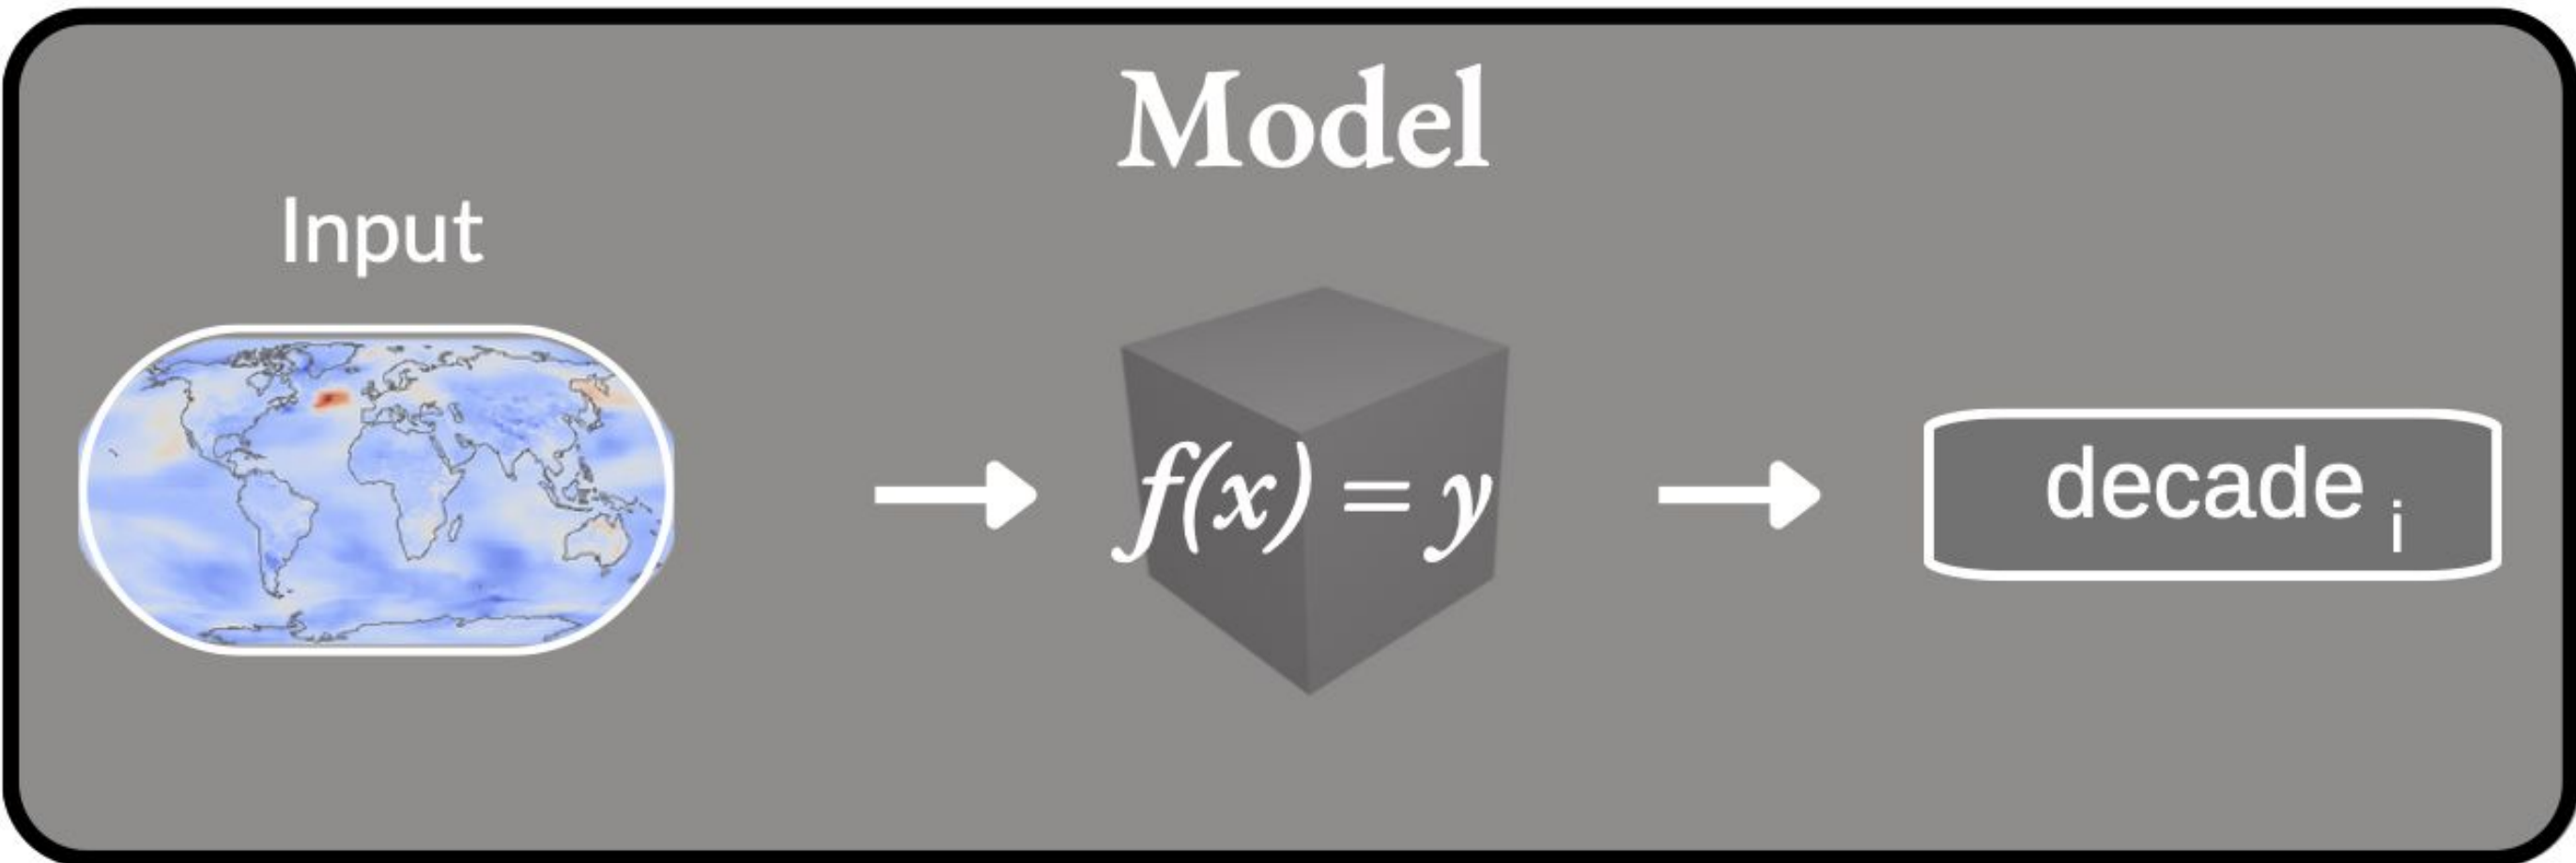 Model
Input
f(x) = y
decade i